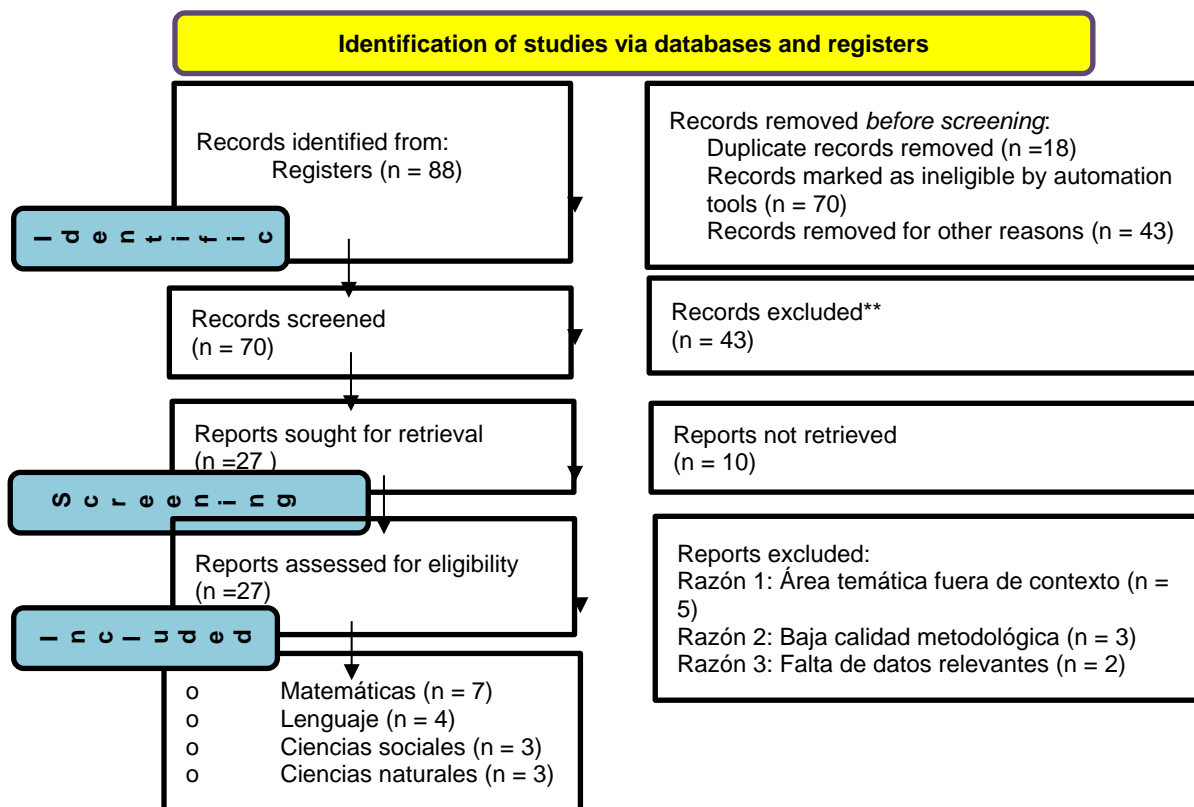 Identification of studies via databases and registers
Records identified from:
Registers (n = 88)
Records removed before screening:
Duplicate records removed (n =18)
Records marked as ineligible by automation
tools (n = 70)
Records removed for other reasons (n = 43)
Identific
Records screened
(n = 70)
Records excluded**
(n = 43)
Reports sought for retrieval
(n =27 )
Reports not retrieved
(n = 10)
Screening
Reports assessed for eligibility
(n =27)
Reports excluded:
Razón 1: Área temática fuera de contexto (n =
5)
Razón 2: Baja calidad metodológica (n = 3)
Razón 3: Falta de datos relevantes (n = 2)
Included
o Matemáticas (n = 7)
o Lenguaje (n = 4)
o Ciencias sociales (n = 3)
o Ciencias naturales (n = 3)